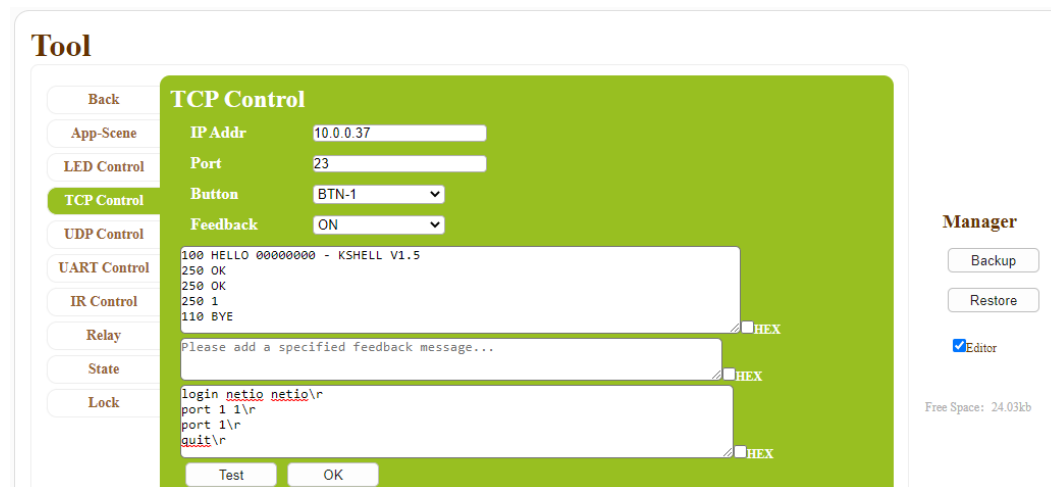 Tool
Back
App-Scene
LED Control
TCP Control
UDP Control
UART Control
IR Control
Relay
State
Lock
TCP Control
IP Addr 10.0.0.37
Port 23
Button BTN-1
Feedback ON
100 HELLO 00000000 - KSHELL V1.5
250 OK
250 OK
250 1
110 BYE
HEX
Please add a specified feedback message...
HEX
login netio netio\r
port 1 1\r
port 1\r
quit\r
HEX
Test OK
Manager
Backup
Restore
Editor
Free Space: 24.03kb